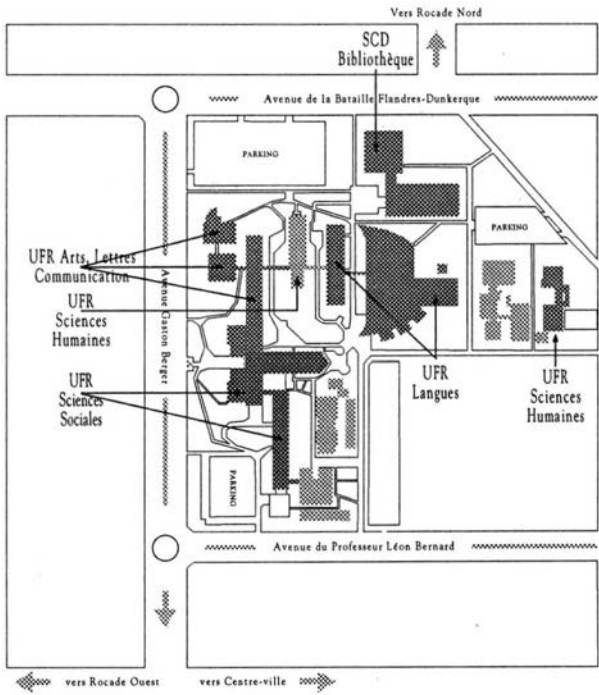 Vers Rocade Nord
SCD
Bibliothèque
Avenue de la Bataille Flandres-Dunkerque
PARKING
PARKING
UFR Arts, Lettres
Communication
Avenue Gaston Berger
UFR
Sciences
Humaines
UFR
Sciences
Sociales
UFR
Langues
UFR
Sciences
Humaines
PARKING
Avenue du Professeur Léon Bernard
vers Rocade Ouest
vers Centre-ville